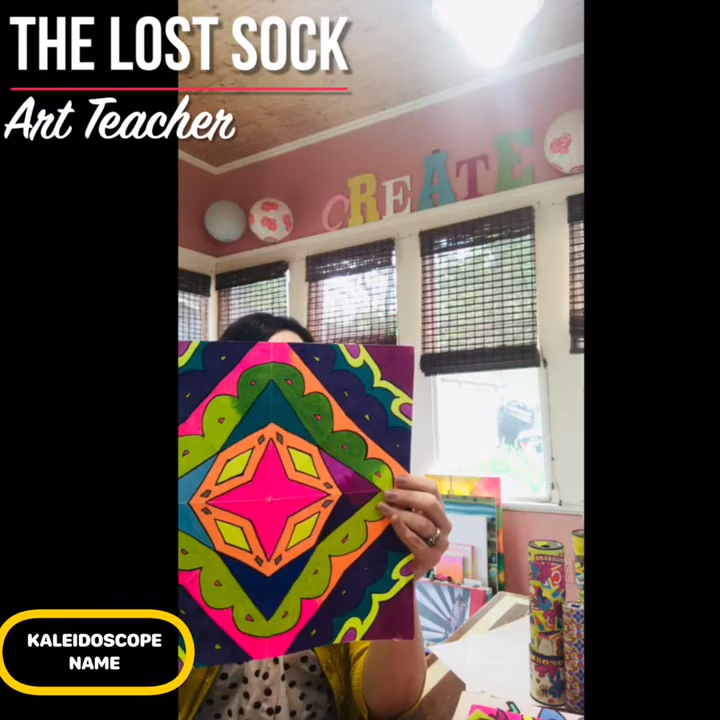 THE LOST SOCK
Art Teacher
CREATE
KALEIDOSCOPE
NAME